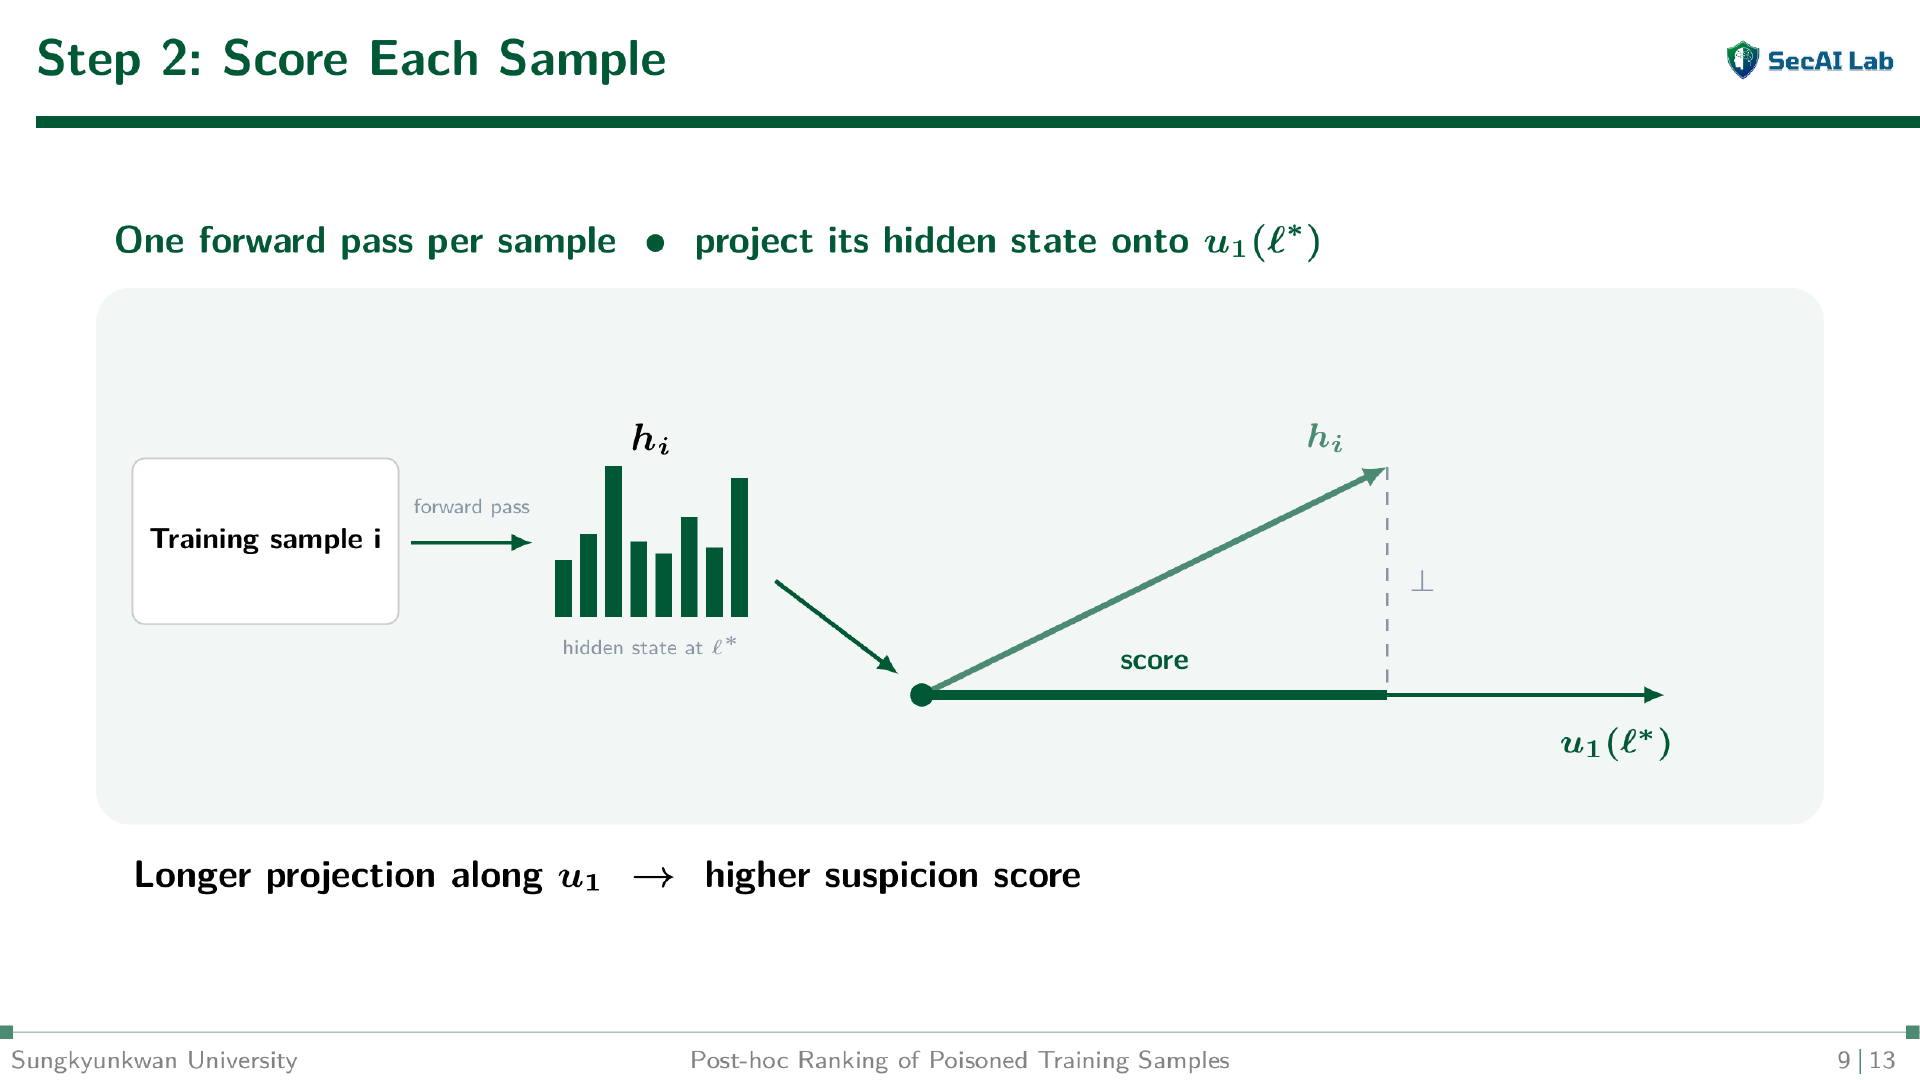 Step 2: Score Each Sample
SecAI Lab
One forward pass per sample • project its hidden state onto u₁(ℓ*)
hᵢ
hᵢ
Training sample i
forward pass
⊥
hidden state at ℓ*
score
u₁(ℓ*)
Longer projection along u₁ → higher suspicion score
Sungkyunkwan University
Post-hoc Ranking of Poisoned Training Samples
9 | 13